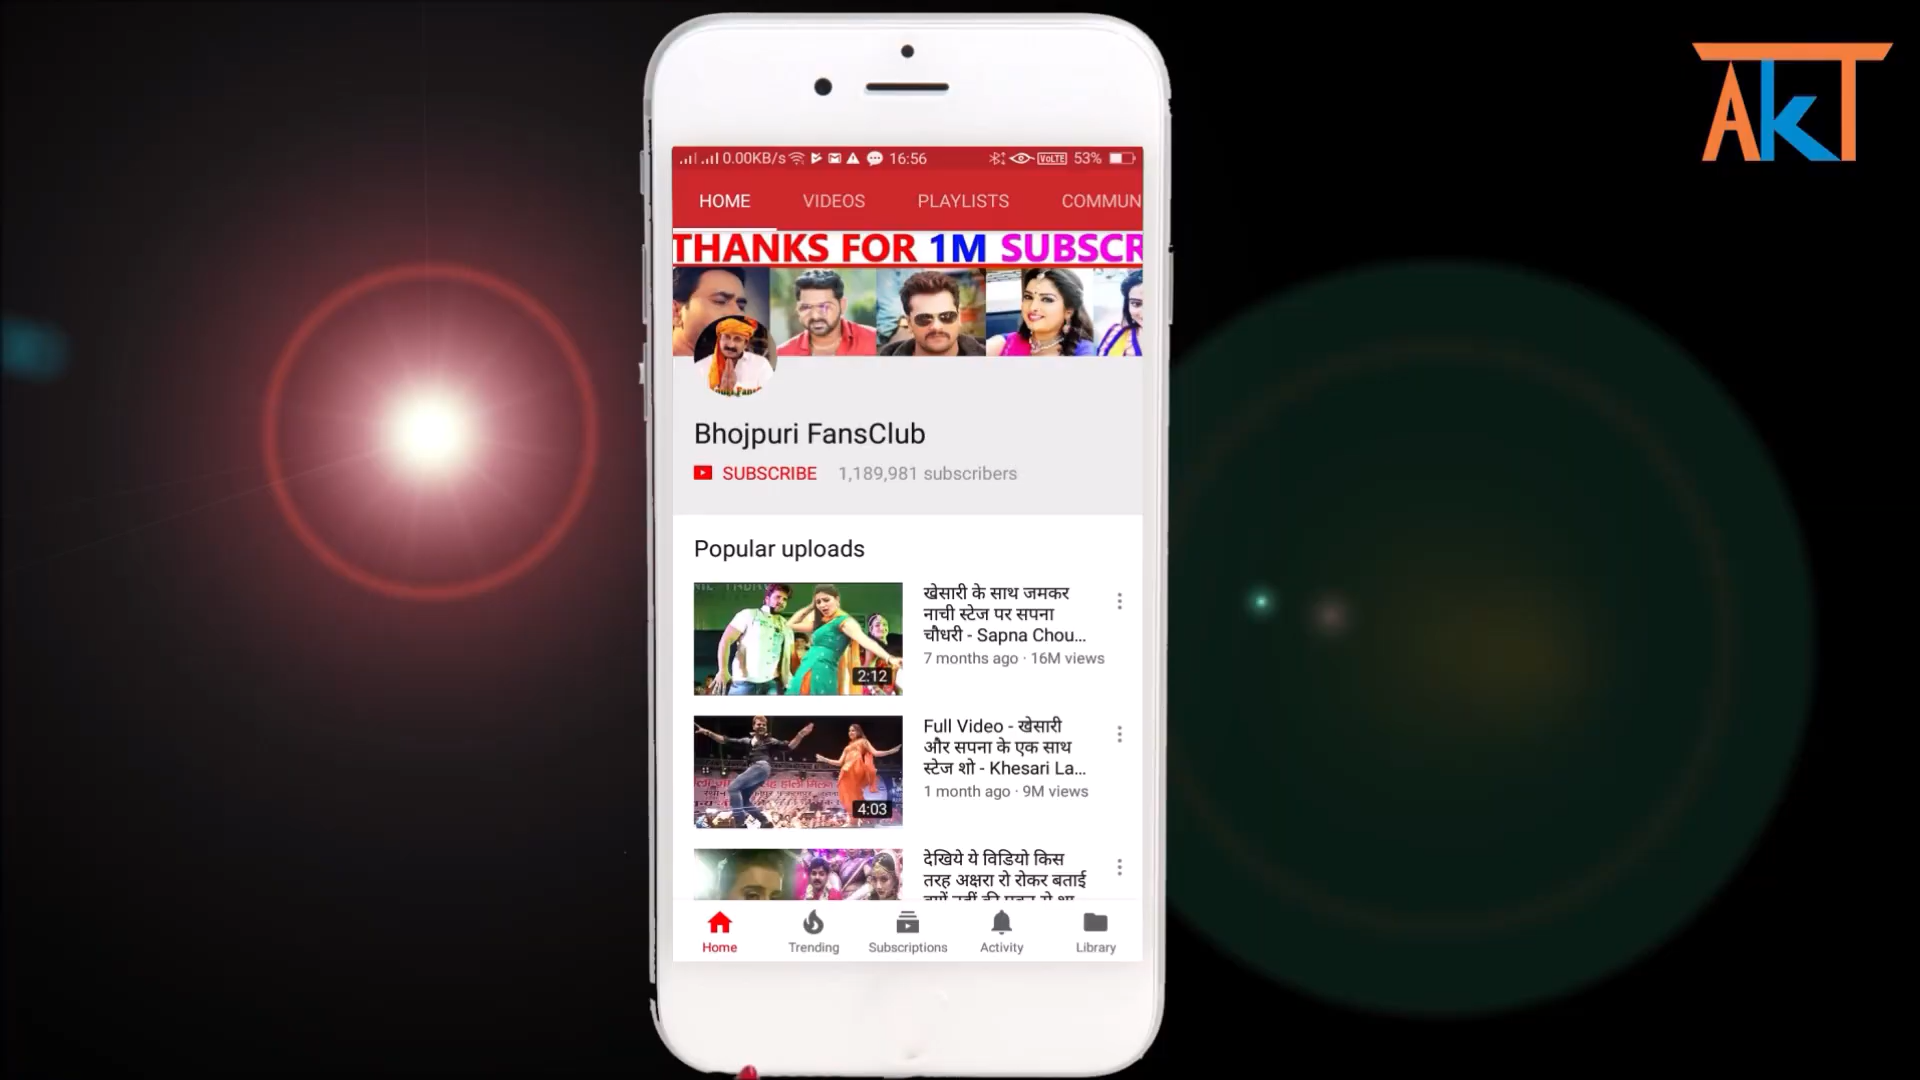 AKT
0.00KB/s 16:56 VoLTE 53%
HOME VIDEOS PLAYLISTS COMMUN
THANKS FOR 1M SUBSCR
Bhojpuri FansClub
SUBSCRIBE 1,189,981 subscribers
Popular uploads
खेसारी के साथ जमकर
नाची स्टेज पर सपना
चौधरी - Sapna Chou...
7 months ago · 16M views
2:12
Full Video - खेसारी
और सपना के एक साथ
स्टेज शो - Khesari La...
1 month ago · 9M views
4:03
देखिये ये विडियो किस
तरह अक्षरा रो रोकर बताई
Home Trending Subscriptions Activity Library